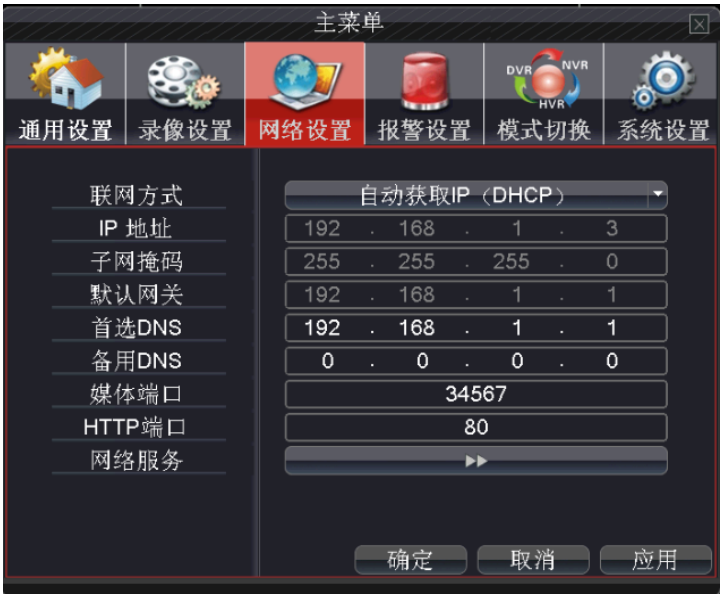 主菜单
DVR NVR
HVR
通用设置 录像设置 网络设置 报警设置 模式切换 系统设置
联网方式 自动获取IP（DHCP）
IP 地址 192 . 168 . 1 . 3
子网掩码 255 . 255 . 255 . 0
默认网关 192 . 168 . 1 . 1
首选DNS 192 . 168 . 1 . 1
备用DNS 0 . 0 . 0 . 0
媒体端口 34567
HTTP端口 80
网络服务
确定 取消 应用